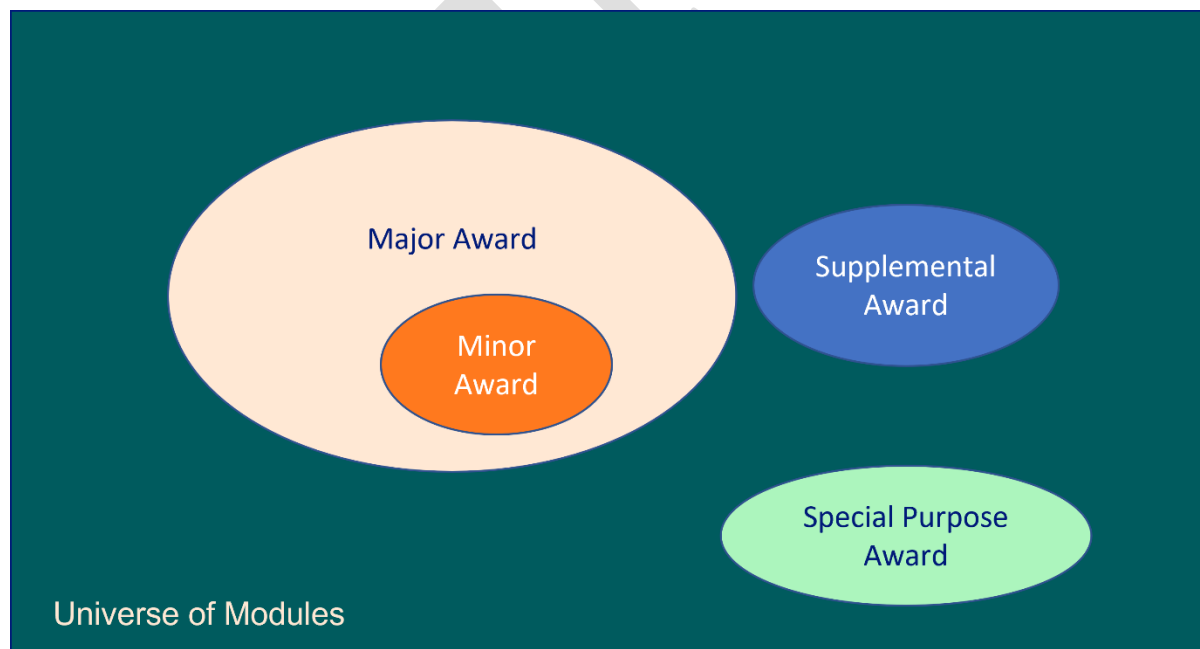 Major Award
Supplemental
Award
Minor
Award
Special Purpose
Award
Universe of Modules